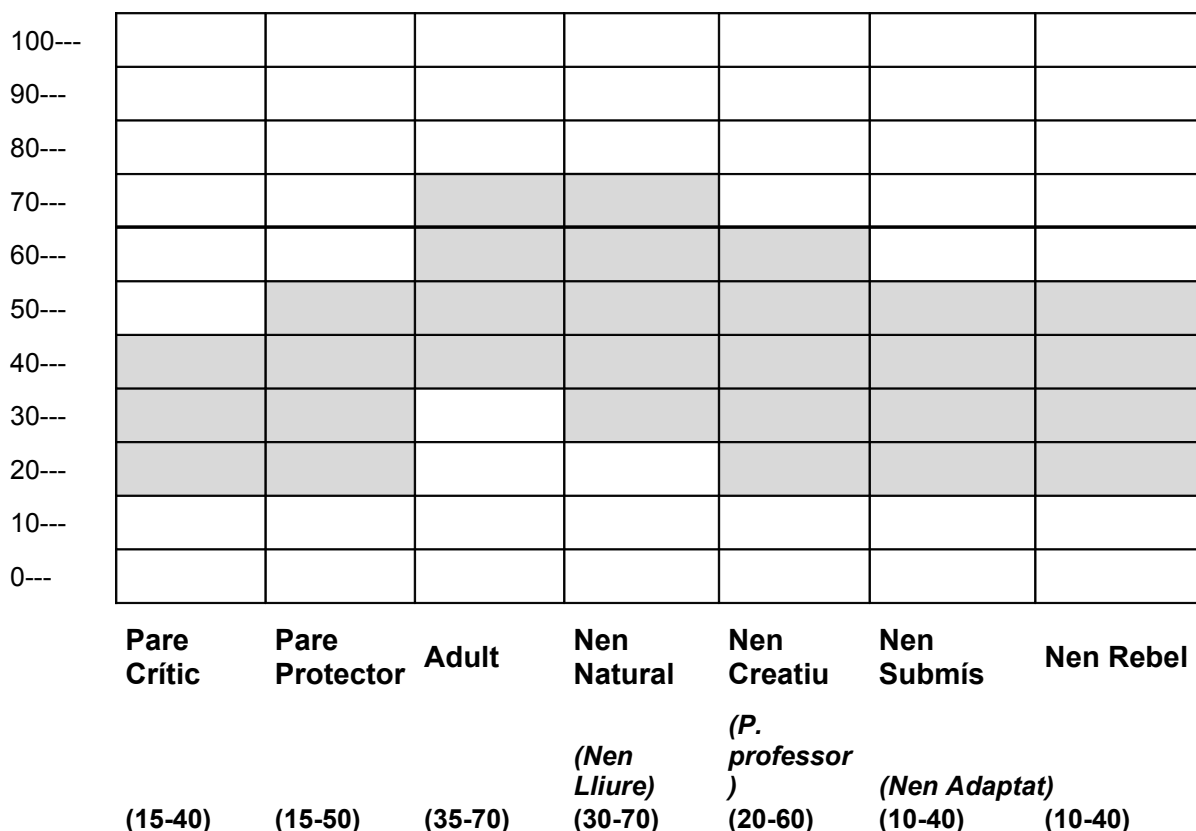 100---
90---
80---
70---
60---
50---
40---
30---
20---
10---
0---
Pare Crític
Pare Protector
Adult
Nen Natural
Nen Creatiu
Nen Submís
Nen Rebel
(Nen Lliure)
(P. professor )
(Nen Adaptat)
(15-40)
(15-50)
(35-70)
(30-70)
(20-60)
(10-40)
(10-40)